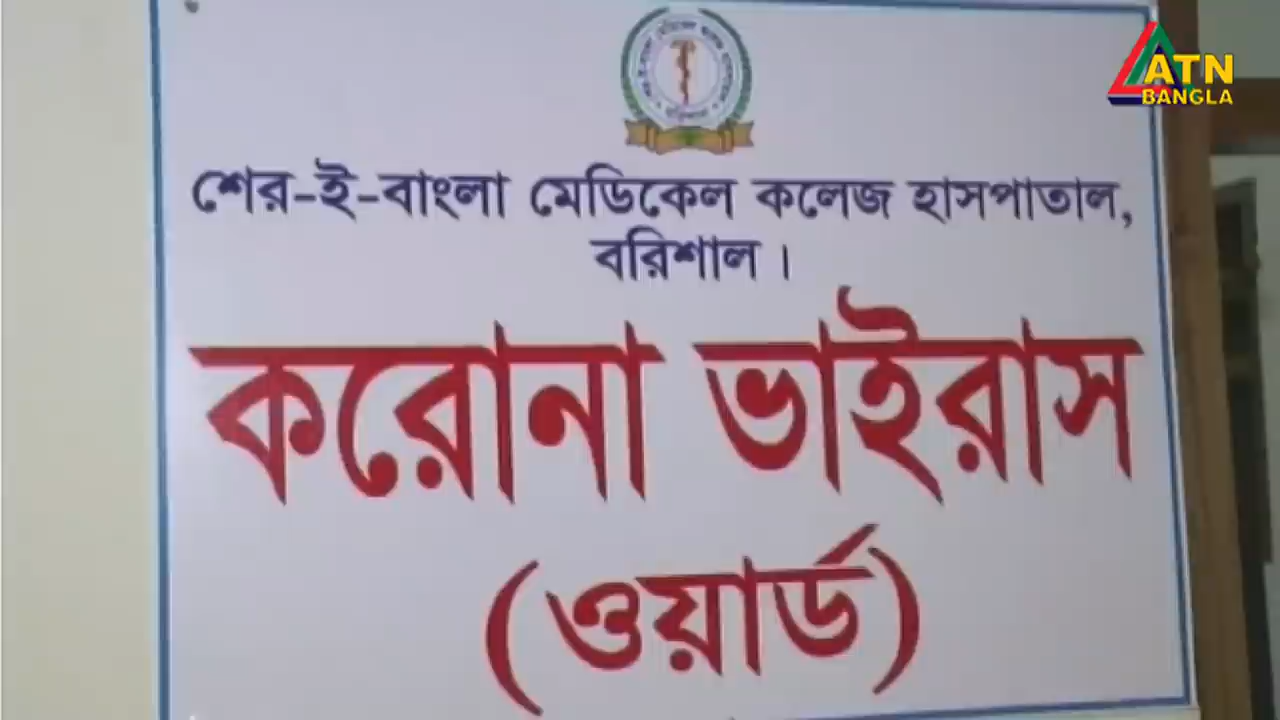 ATN
BANGLA
শের-ই-বাংলা মেডিকেল কলেজ হাসপাতাল,
বরিশাল।
করোনা ভাইরাস
(ওয়ার্ড)